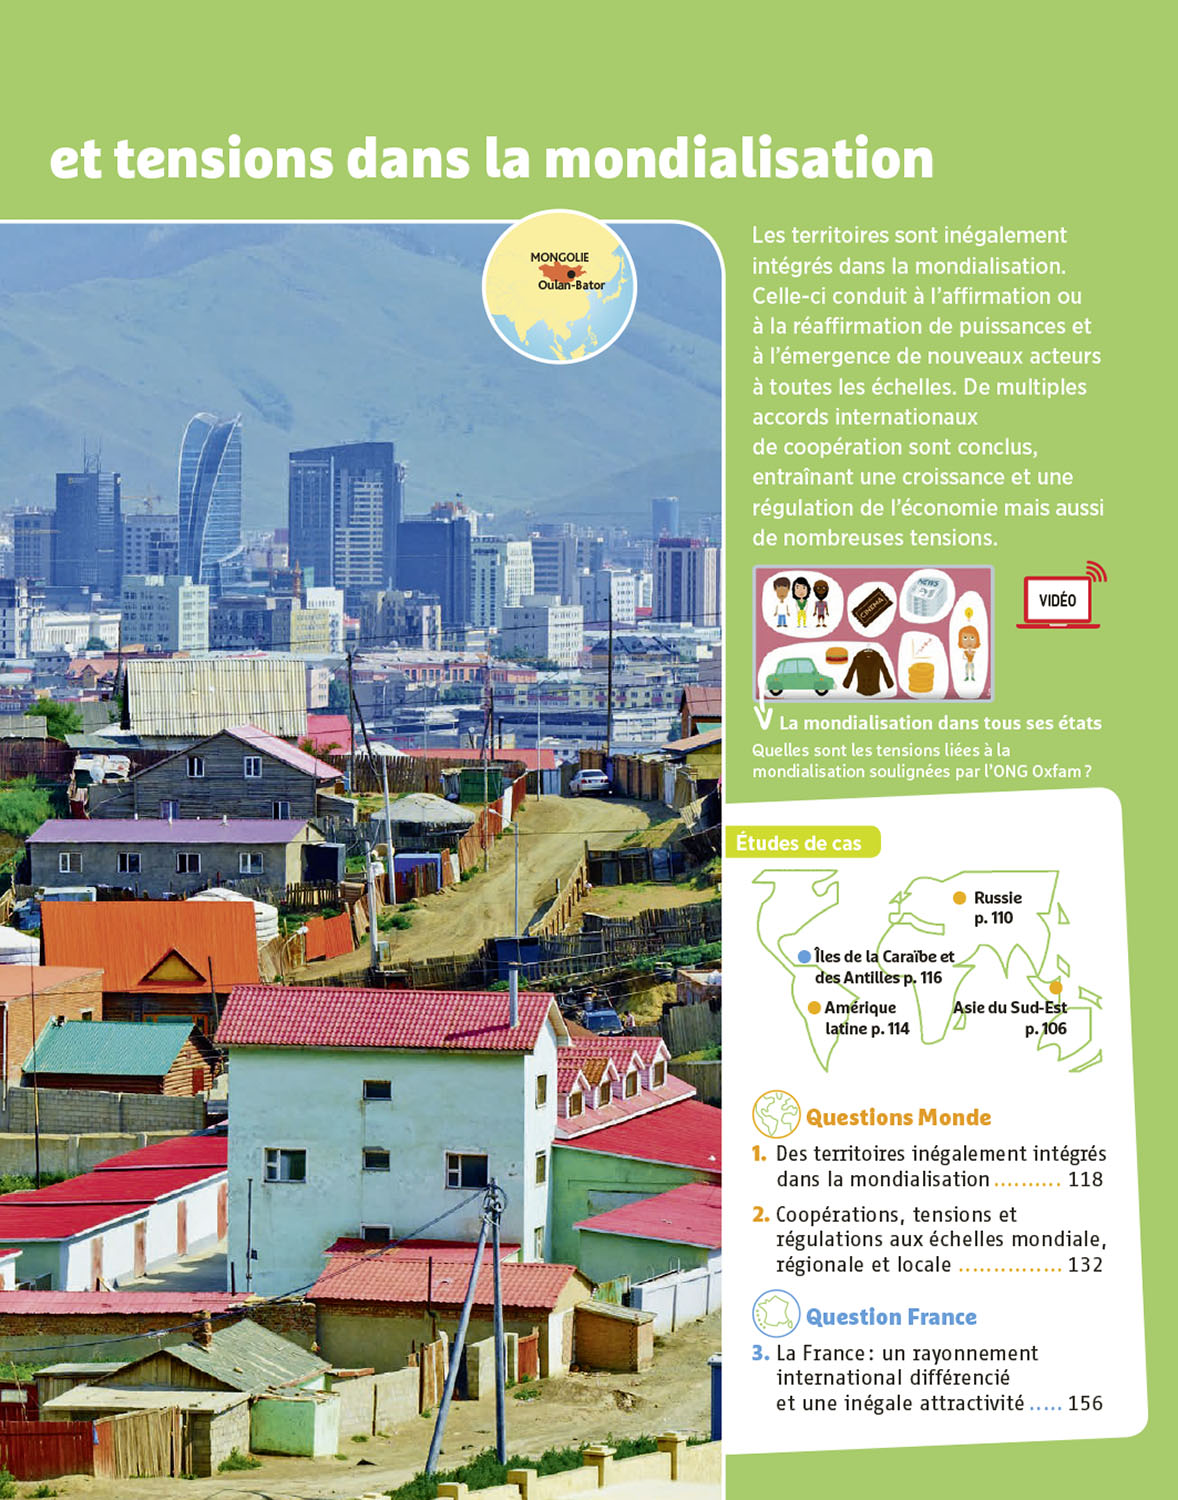 et tensions dans la mondialisation
MONGOLIE
Oulan-Bator
Les territoires sont inégalement
intégrés dans la mondialisation.
Celle-ci conduit à l'affirmation ou
à la réaffirmation de puissances et
à l'émergence de nouveaux acteurs
à toutes les échelles. De multiples
accords internationaux
de coopération sont conclus,
entraînant une croissance et une
régulation de l'économie mais aussi
de nombreuses tensions.
NEWS
CINEMA
VIDÉO
La mondialisation dans tous ses états
Quelles sont les tensions liées à la
mondialisation soulignées par l'ONG Oxfam ?
Études de cas
Russie
p. 110
Îles de la Caraïbe et
des Antilles p. 116
Amérique
latine p. 114
Asie du Sud-Est
p. 106
Questions Monde
1. Des territoires inégalement intégrés
dans la mondialisation .......... 118
2. Coopérations, tensions et
régulations aux échelles mondiale,
régionale et locale ............... 132
Question France
3. La France : un rayonnement
international différencié
et une inégale attractivité ..... 156